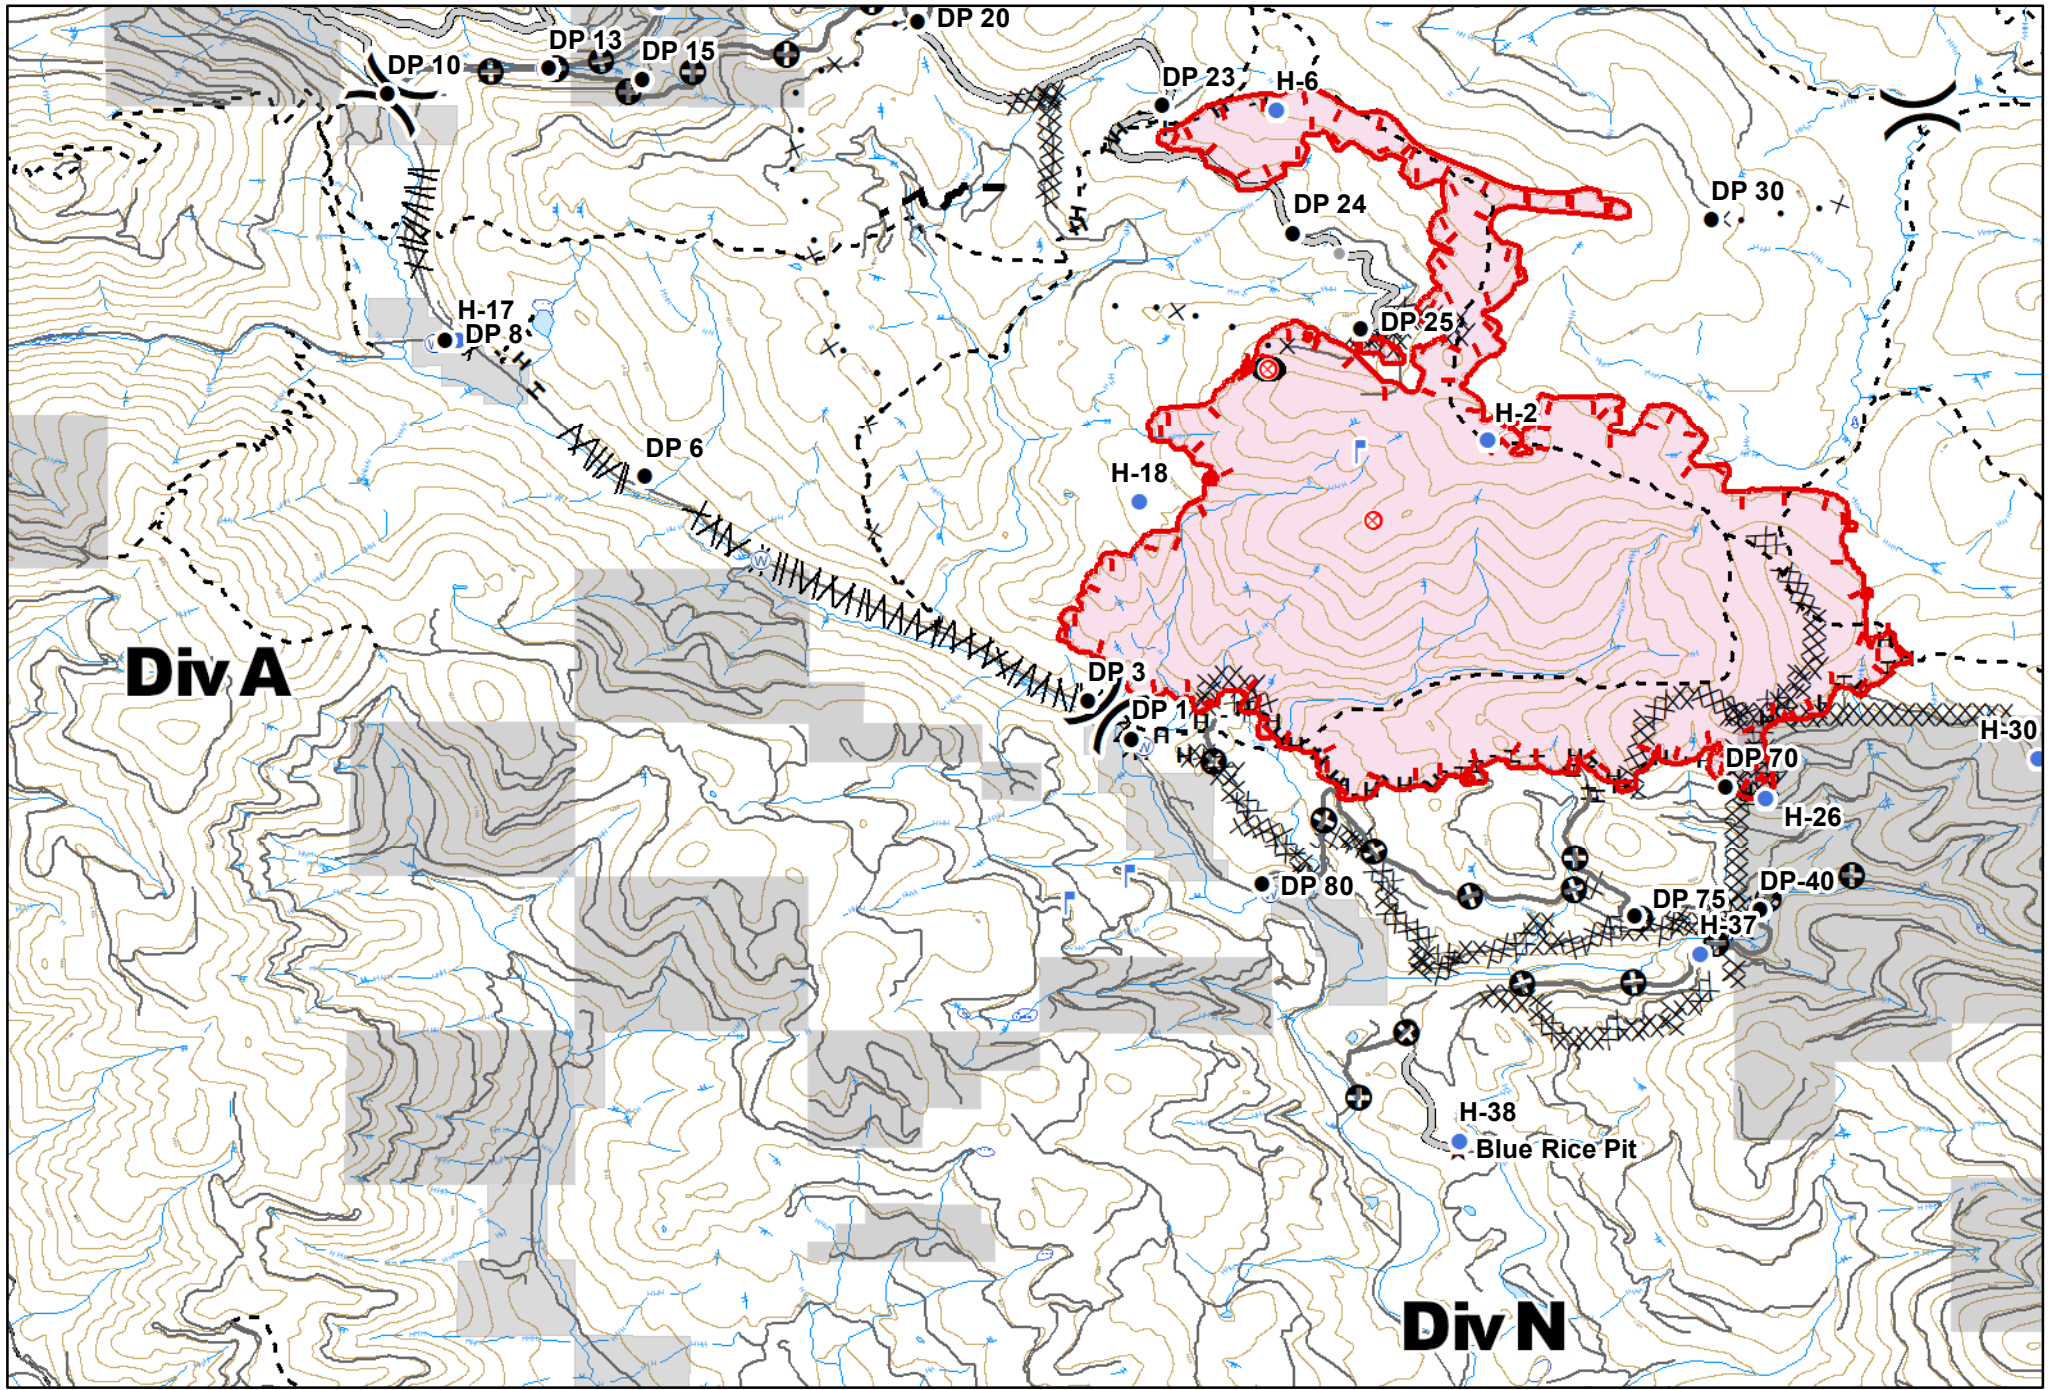 DP 20
DP 13
DP 15
DP 10
DP 23
H-6
DP 30
DP 24
H-17
DP 25
DP 8
H-2
DP 6
H-18
Div A
DP 3
DP 1
H-30
DP 70
H-26
DP 80
DP-40
DP 75
H-37
H-38
Blue Rice Pit
Div N
W
W